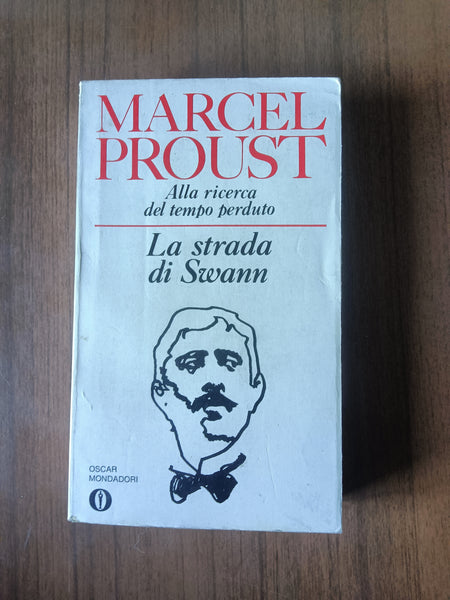 MARCEL
PROUST
Alla ricerca
del tempo perduto
La strada
di Swann
OSCAR
MONDADORI